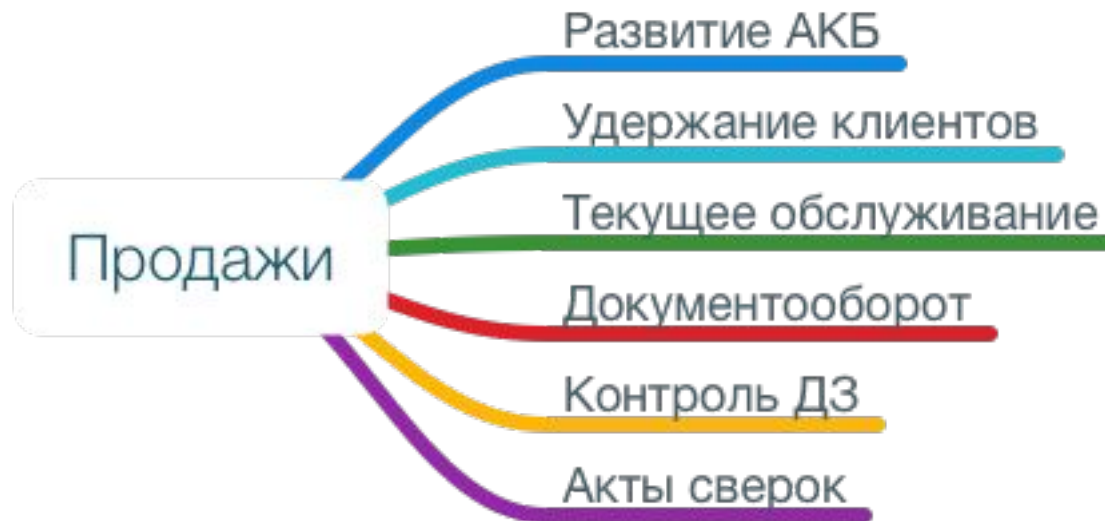 Продажи
Развитие АКБ
Удержание клиентов
Текущее обслуживание
Документооборот
Контроль ДЗ
Акты сверок